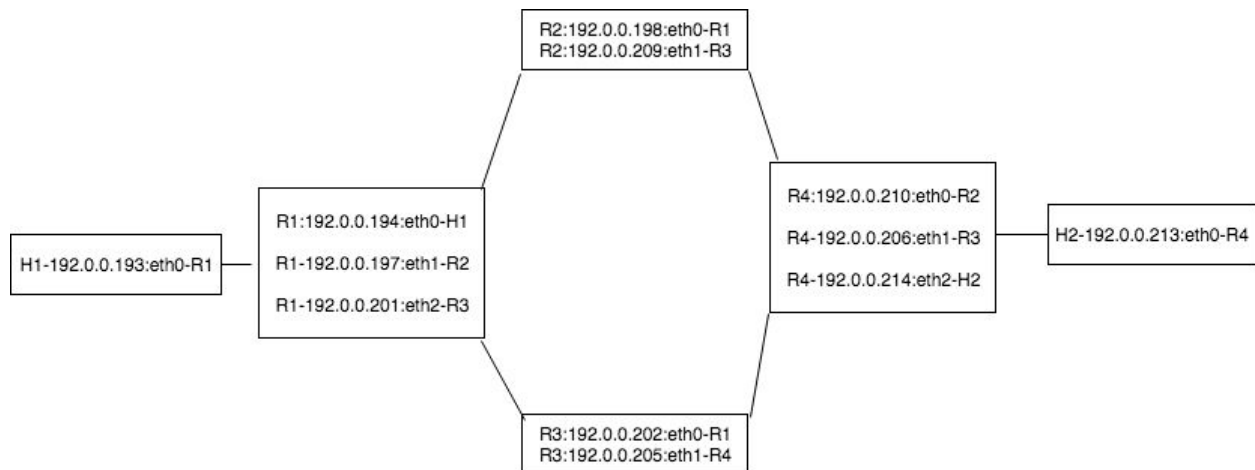 R2:192.0.0.198:eth0-R1
R2:192.0.0.209:eth1-R3
R1:192.0.0.194:eth0-H1
R1-192.0.0.197:eth1-R2
R1-192.0.0.201:eth2-R3
H1-192.0.0.193:eth0-R1
R4:192.0.0.210:eth0-R2
R4-192.0.0.206:eth1-R3
R4-192.0.0.214:eth2-H2
H2-192.0.0.213:eth0-R4
R3:192.0.0.202:eth0-R1
R3:192.0.0.205:eth1-R4